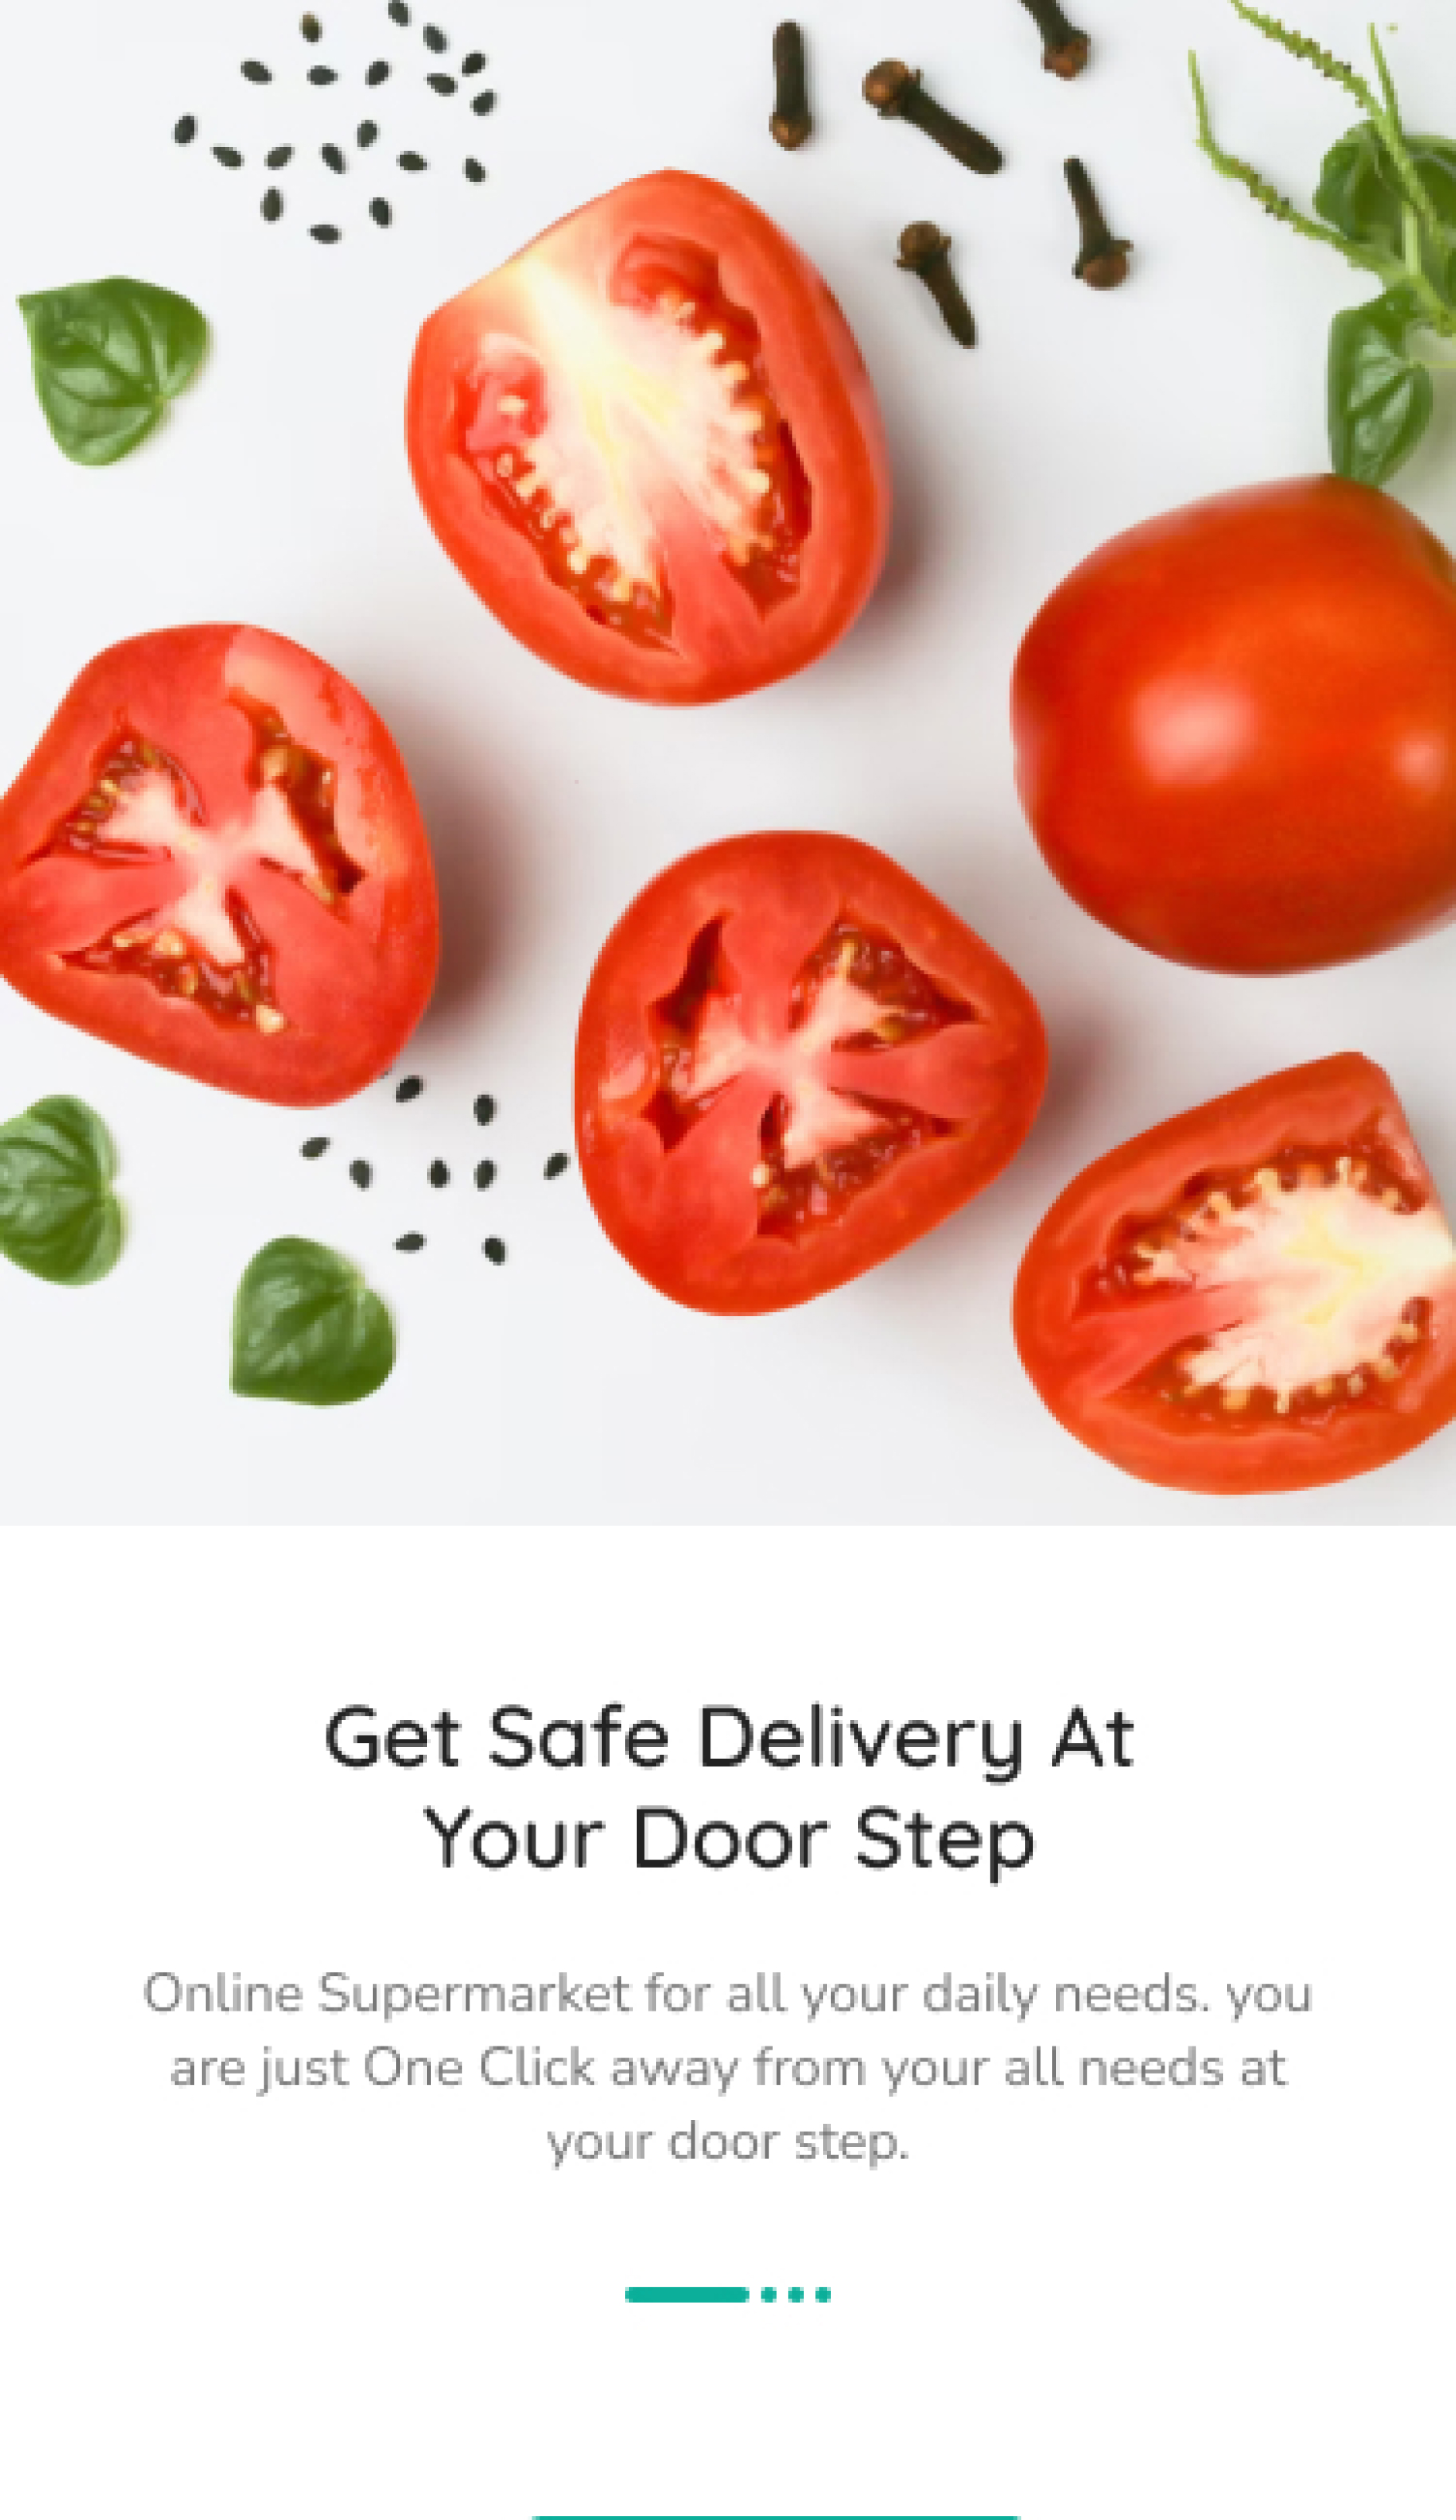 Get Safe Delivery At
Your Door Step
Online Supermarket for all your daily needs. you
are just One Click away from your all needs at
your door step.